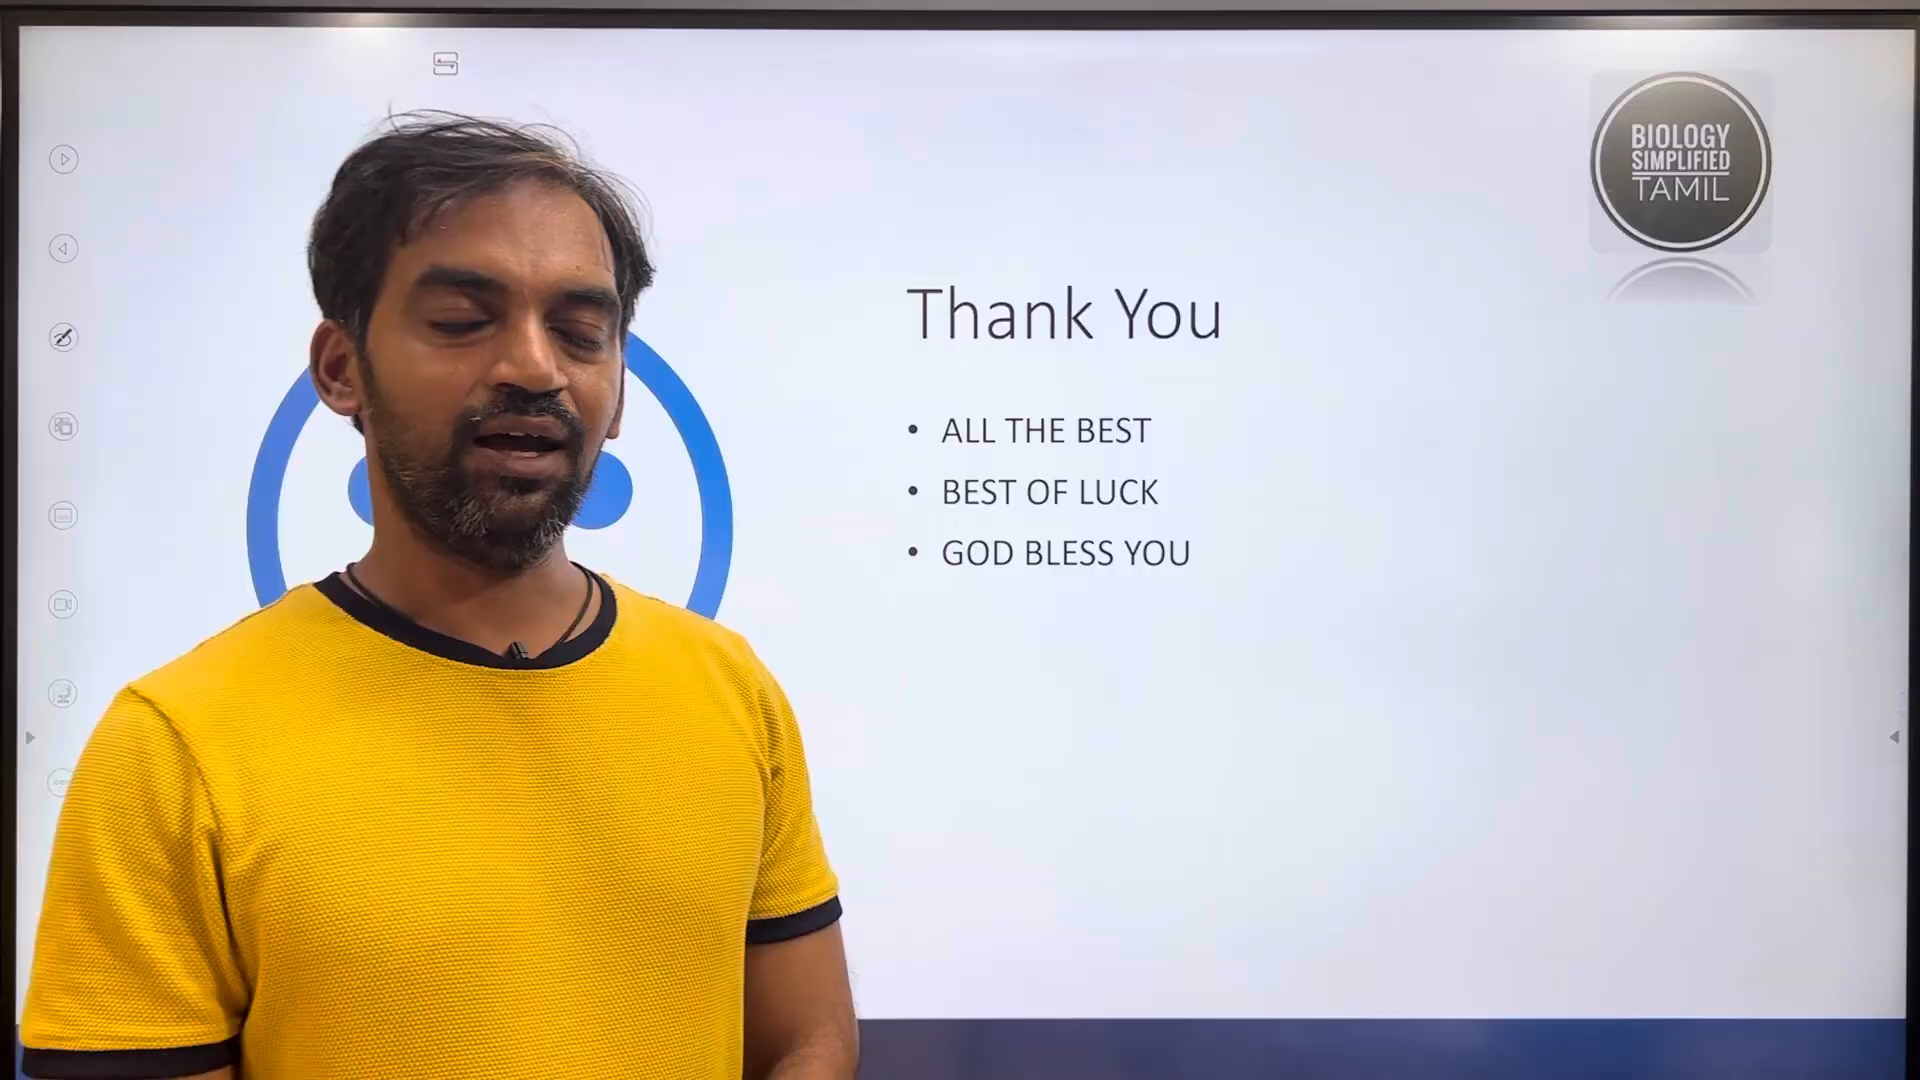 BIOLOGY
SIMPLIFIED
TAMIL
Thank You
• ALL THE BEST
• BEST OF LUCK
• GOD BLESS YOU